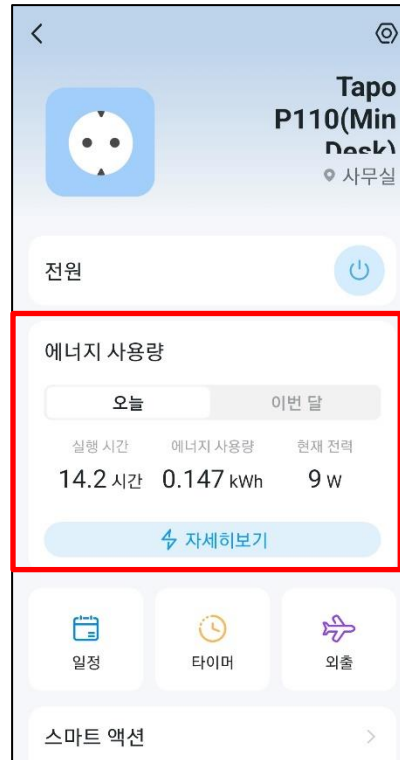 Tapo
P110(Min
Desk)
사무실
전원
에너지 사용량
오늘 이번 달
실행 시간 에너지 사용량 현재 전력
14.2 시간 0.147 kWh 9 W
자세히보기
일정 타이머 외출
스마트 액션